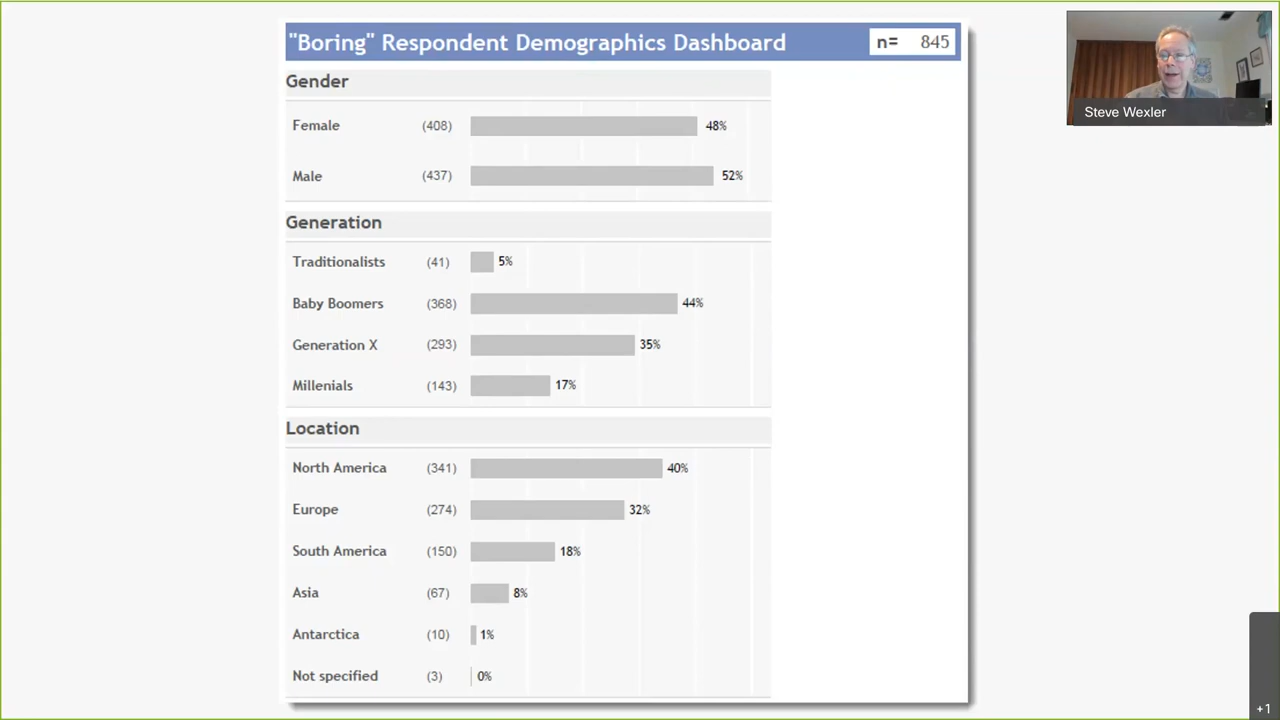 "Boring" Respondent Demographics Dashboard n= 845
Steve Wexler
Gender
Female (408) 48%
Male (437) 52%
Generation
Traditionalists (41) 5%
Baby Boomers (368) 44%
Generation X (293) 35%
Millenials (143) 17%
Location
North America (341) 40%
Europe (274) 32%
South America (150) 18%
Asia (67) 8%
Antarctica (10) 1%
Not specified (3) 0%
+1